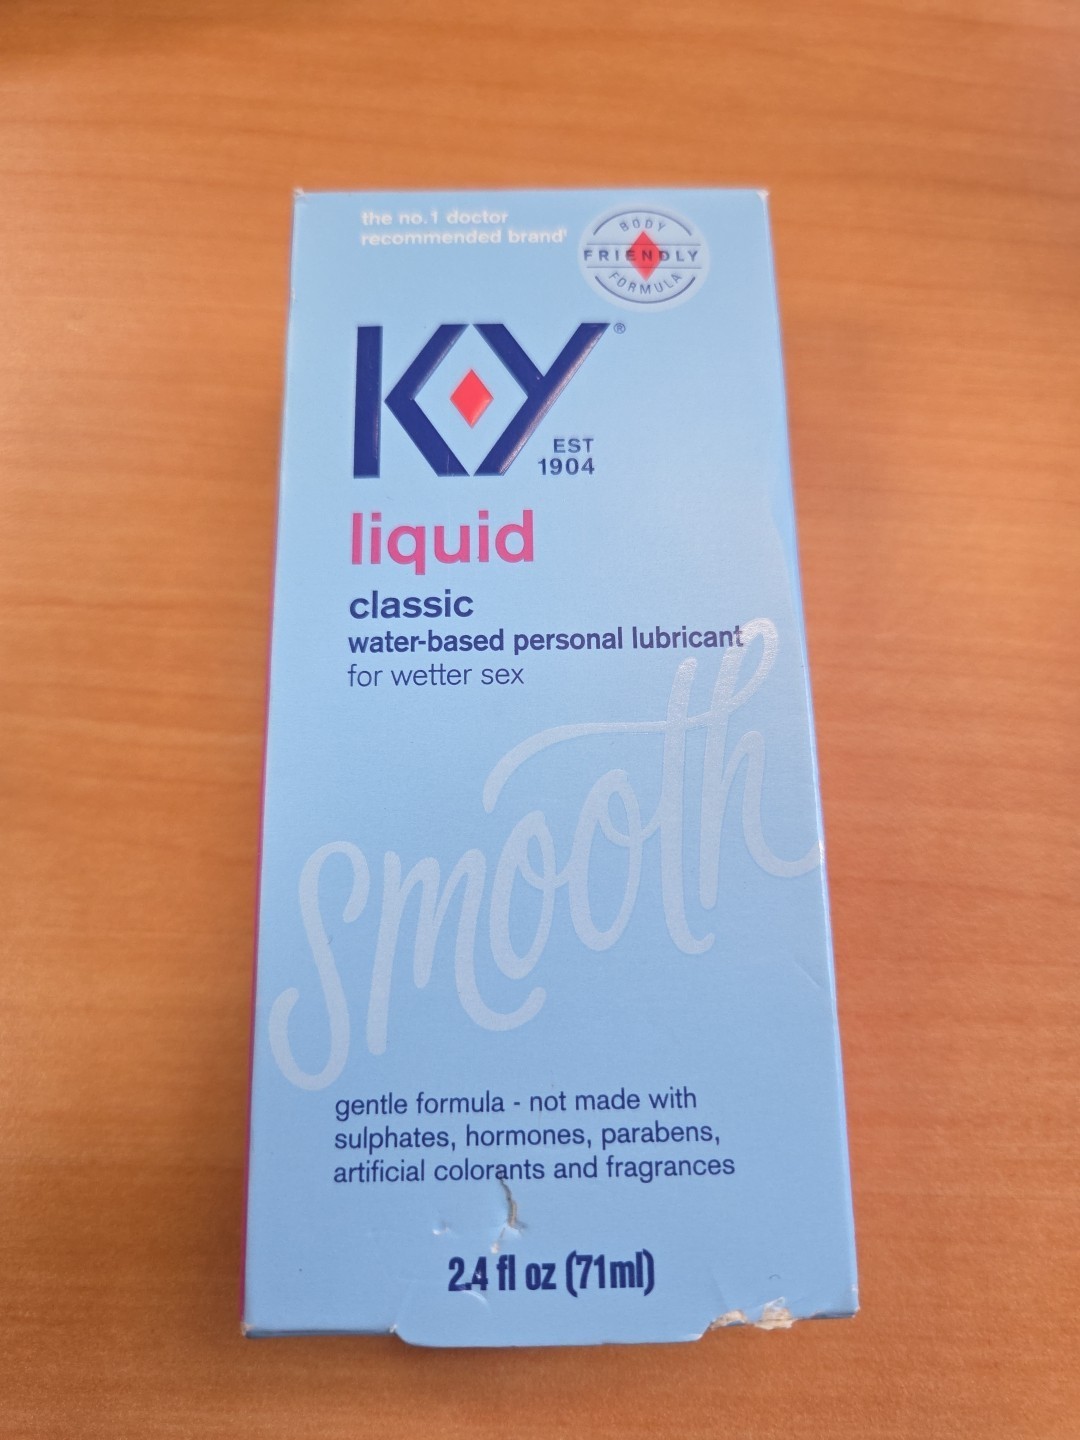 the no.1 doctor
recommended brand¹
BODY
FRIENDLY
FORMULA
KY®
EST
1904
liquid
classic
water-based personal lubricant
for wetter sex
smooth
gentle formula - not made with
sulphates, hormones, parabens,
artificial colorants and fragrances
2.4 fl oz (71ml)